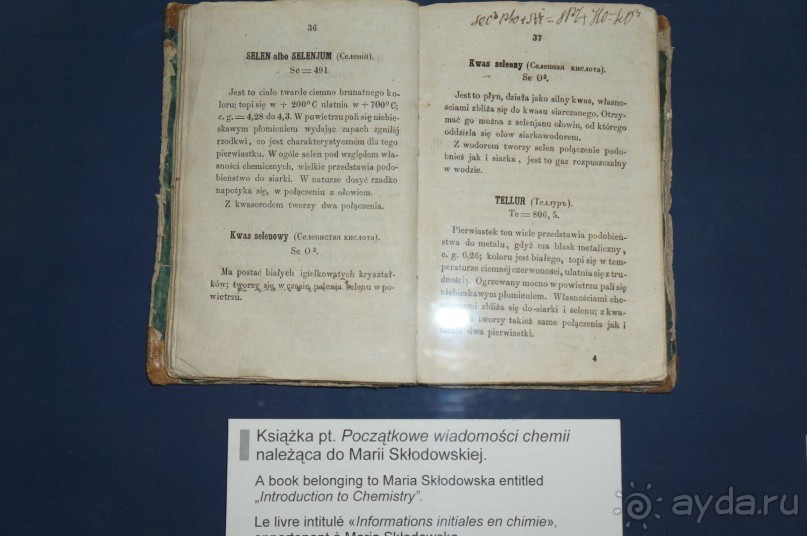 36
SELEN albo SELENJUM (Селеній).
Se = 491.
Jest to ciało twarde ciemno brunatnego ko-
loru; topi się w + 200°C ulatnia w + 700°C;
c. g. = 4,28 do 4,3. W powietrzu pali się niebie-
skawym płomieniem wydając zapach zgniłéj
rzodkwi, co jest charakterystyczném dla tego
pierwiastku. W ogóle selen pod względem wła-
sności chemicznych, wielkie przedstawia podo-
bieństwo do siarki. W naturze dosyć rzadko
napotyka się, w połączeniu z ołowiem.
Z kwasorodem tworzy dwa połączenia.
Kwas selenowy (Селенистая кислота).
Se O².
Ma postać białych igiełkowatych kryształ-
ków; tworzy się w czasie palenia selenu w po-
wietrzu.
37
Kwas selenny (Селенная кислота).
Se O³.
Jest to płyn, działa jako silny kwas, własno-
ściami zbliża się do kwasu siarczanego. Otrzy-
mać go można z selenjanu ołowiu, od którego
oddziela się ołów siarkowodorem.
Z wodorem tworzy selen połączenie podo-
bnież jak i siarka, jest to gaz rozpuszczalny
w wodzie.
TELLUR (Теллуръ).
Te = 806, 5.
Pierwiastek ten wiele przedstawia podobień-
stwa do metalu, gdyż ma blask metaliczny,
c. g. 6,26; koloru jest białego, topi się w tem-
peraturze ciemnéj czerwoności, ulatnia się z tru-
dnością. Ogrzewany mocno w powietrzu pali się
niebieskawym płomieniem. Własnościami che-
zbliża się do siarki i selenu; z kwa-
tworzy takież same połączenia jak i
dwa pierwiastki.
4
Książka pt. Początkowe wiadomości chemii
należąca do Marii Skłodowskiej.
A book belonging to Maria Skłodowska entitled
„Introduction to Chemistry”.
Le livre intitulé «Informations initiales en chimie»,
appartenant à Maria Skłodowska
ayda.ru